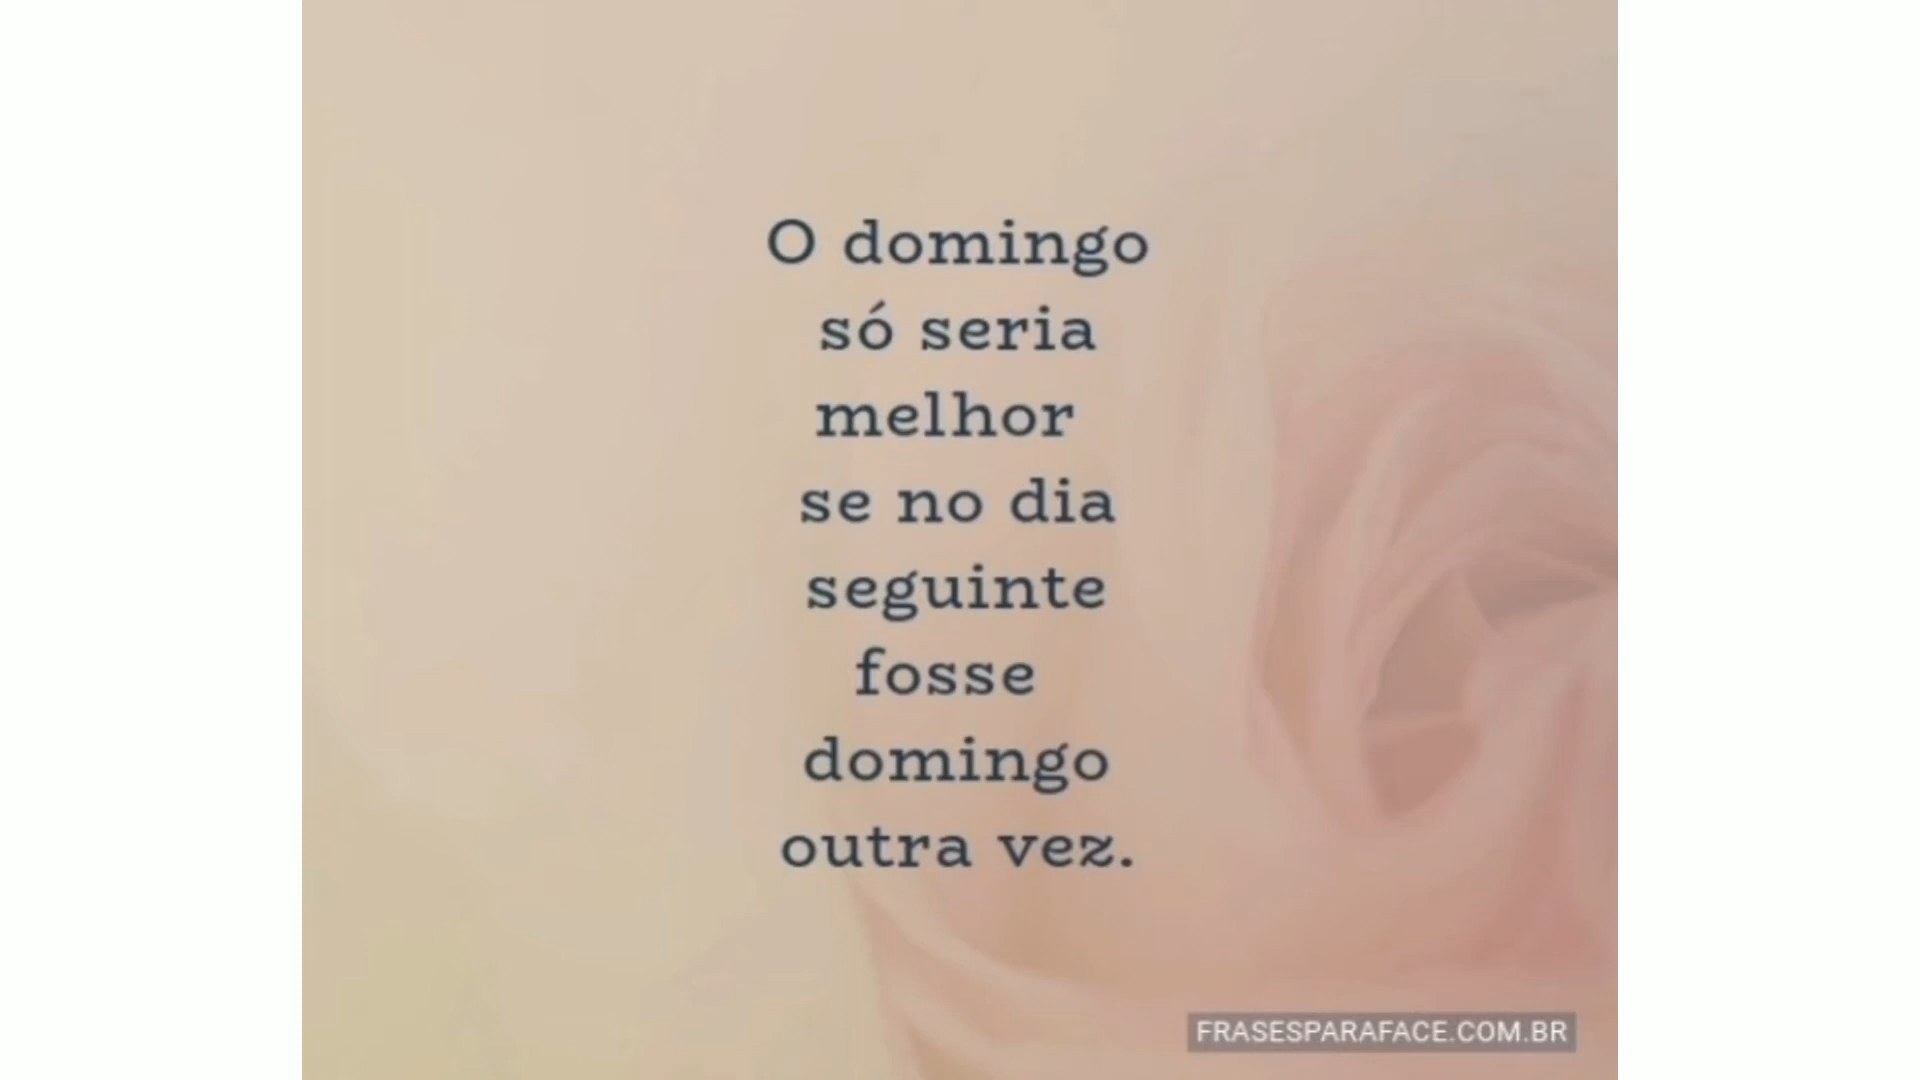 O domingo
só seria
melhor
se no dia
seguinte
fosse
domingo
outra vez.
FRASESPARAFACE.COM.BR